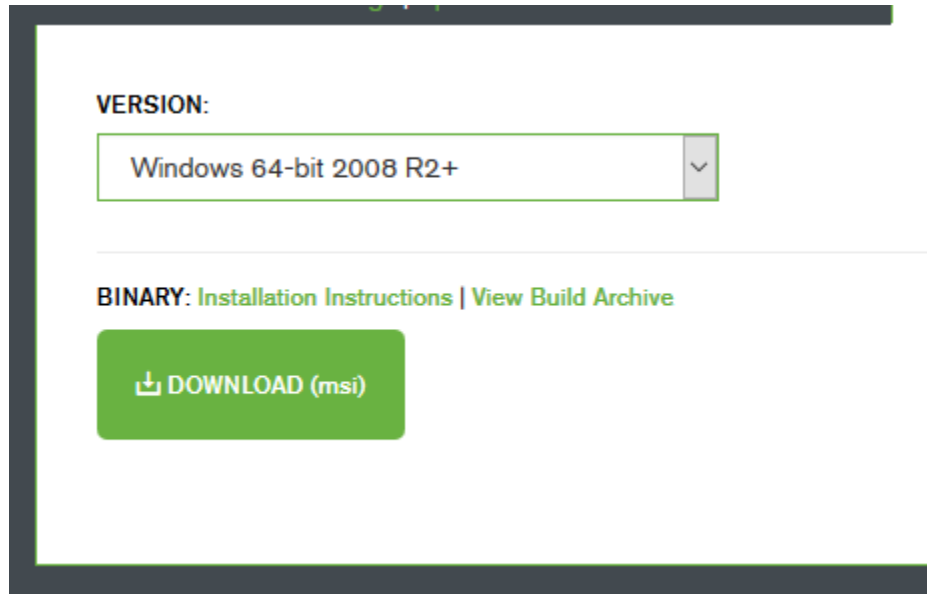 VERSION:
Windows 64-bit 2008 R2+
BINARY: Installation Instructions | View Build Archive
DOWNLOAD (msi)